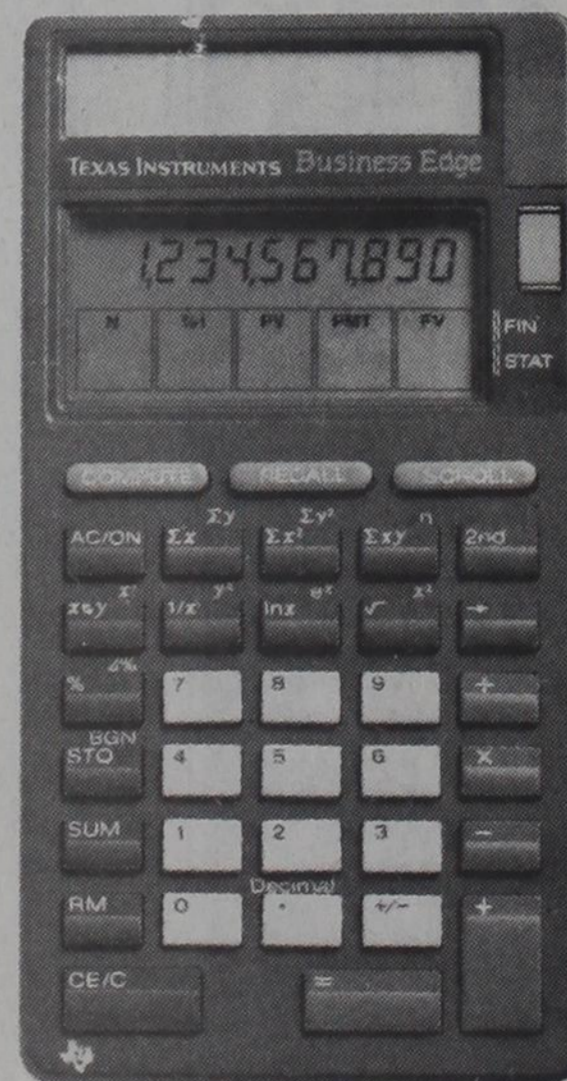 TEXAS INSTRUMENTS Business Edge
1,234,567,890
N %I PV PMT FV
FIN
STAT
COMPUTE RECALL SCROLL
Σy Σy² n
AC/ON Σx Σx² Σxy 2nd
yˣ eˣ x²
x⇆y 1/x lnx √ →
Δ%
% 7 8 9 ÷
BGN
STO 4 5 6 ×
SUM 1 2 3 −
Decimal
RM 0 . +/− +
CE/C =